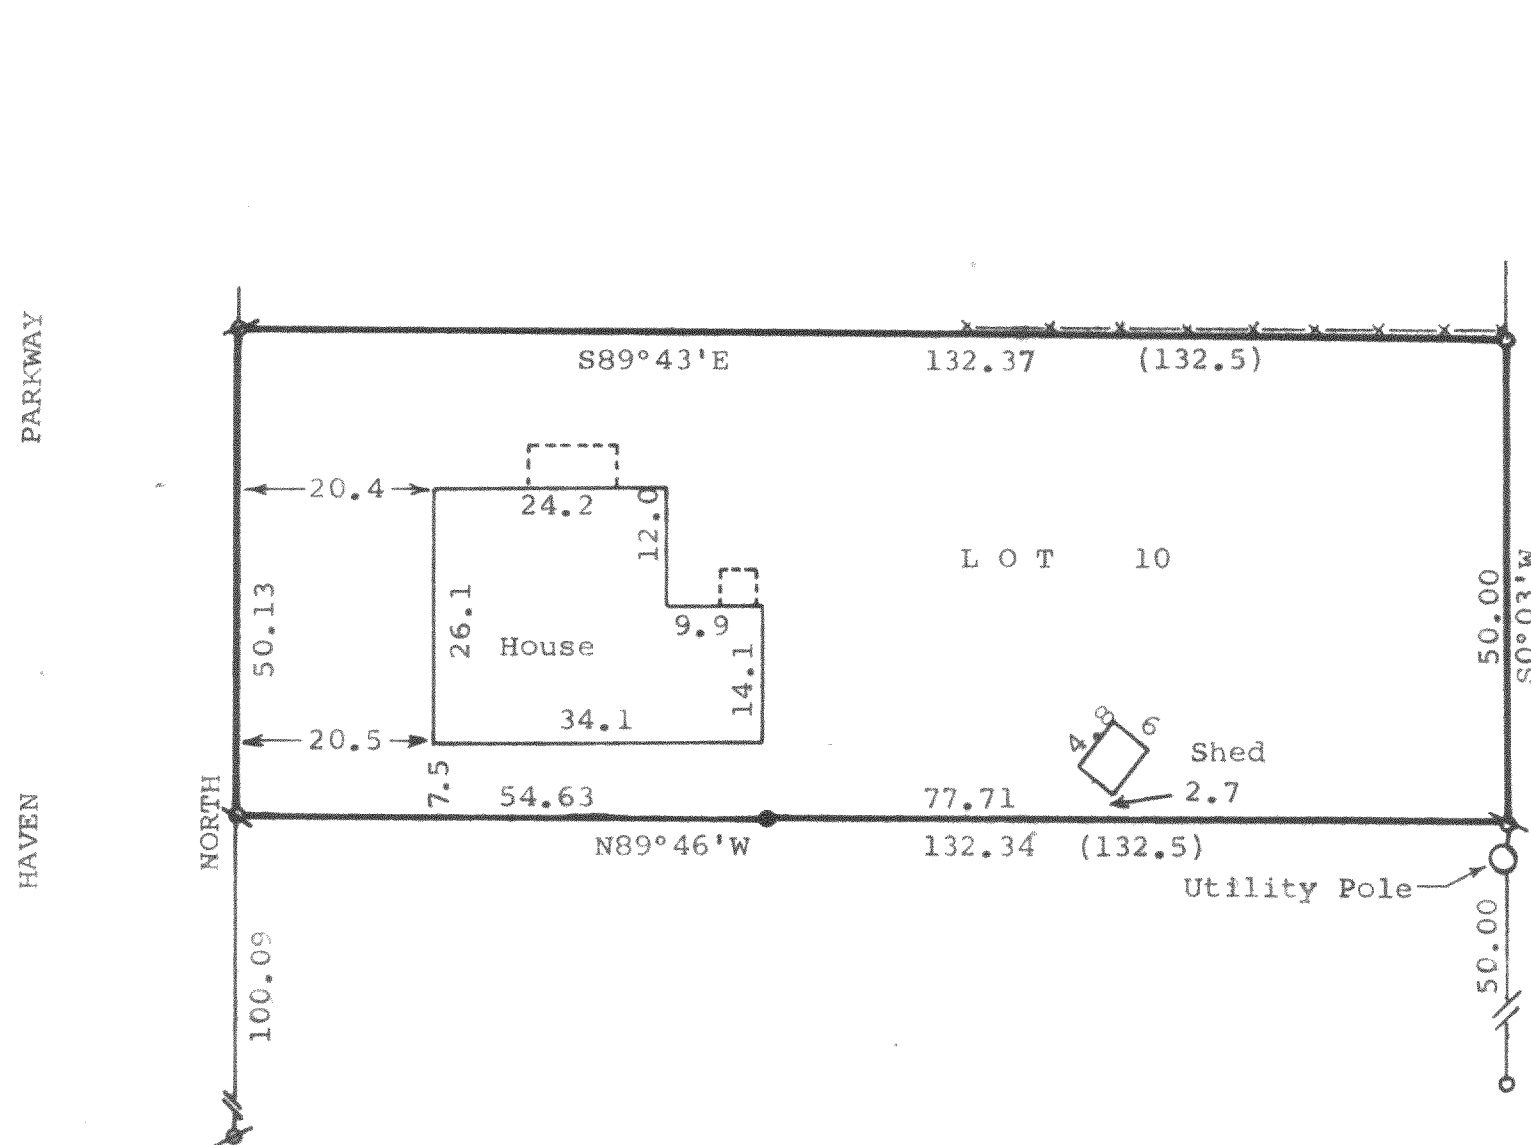 PARKWAY
HAVEN
S89°43'E 132.37 (132.5)
20.4
24.2
12.0
LOT 10
50.13
26.1
House
9.9
14.1
50.00
S0°03'W
34.1
20.5
4.8
6
Shed
2.7
7.5
54.63
77.71
NORTH
N89°46'W 132.34 (132.5)
Utility Pole
100.09
50.00